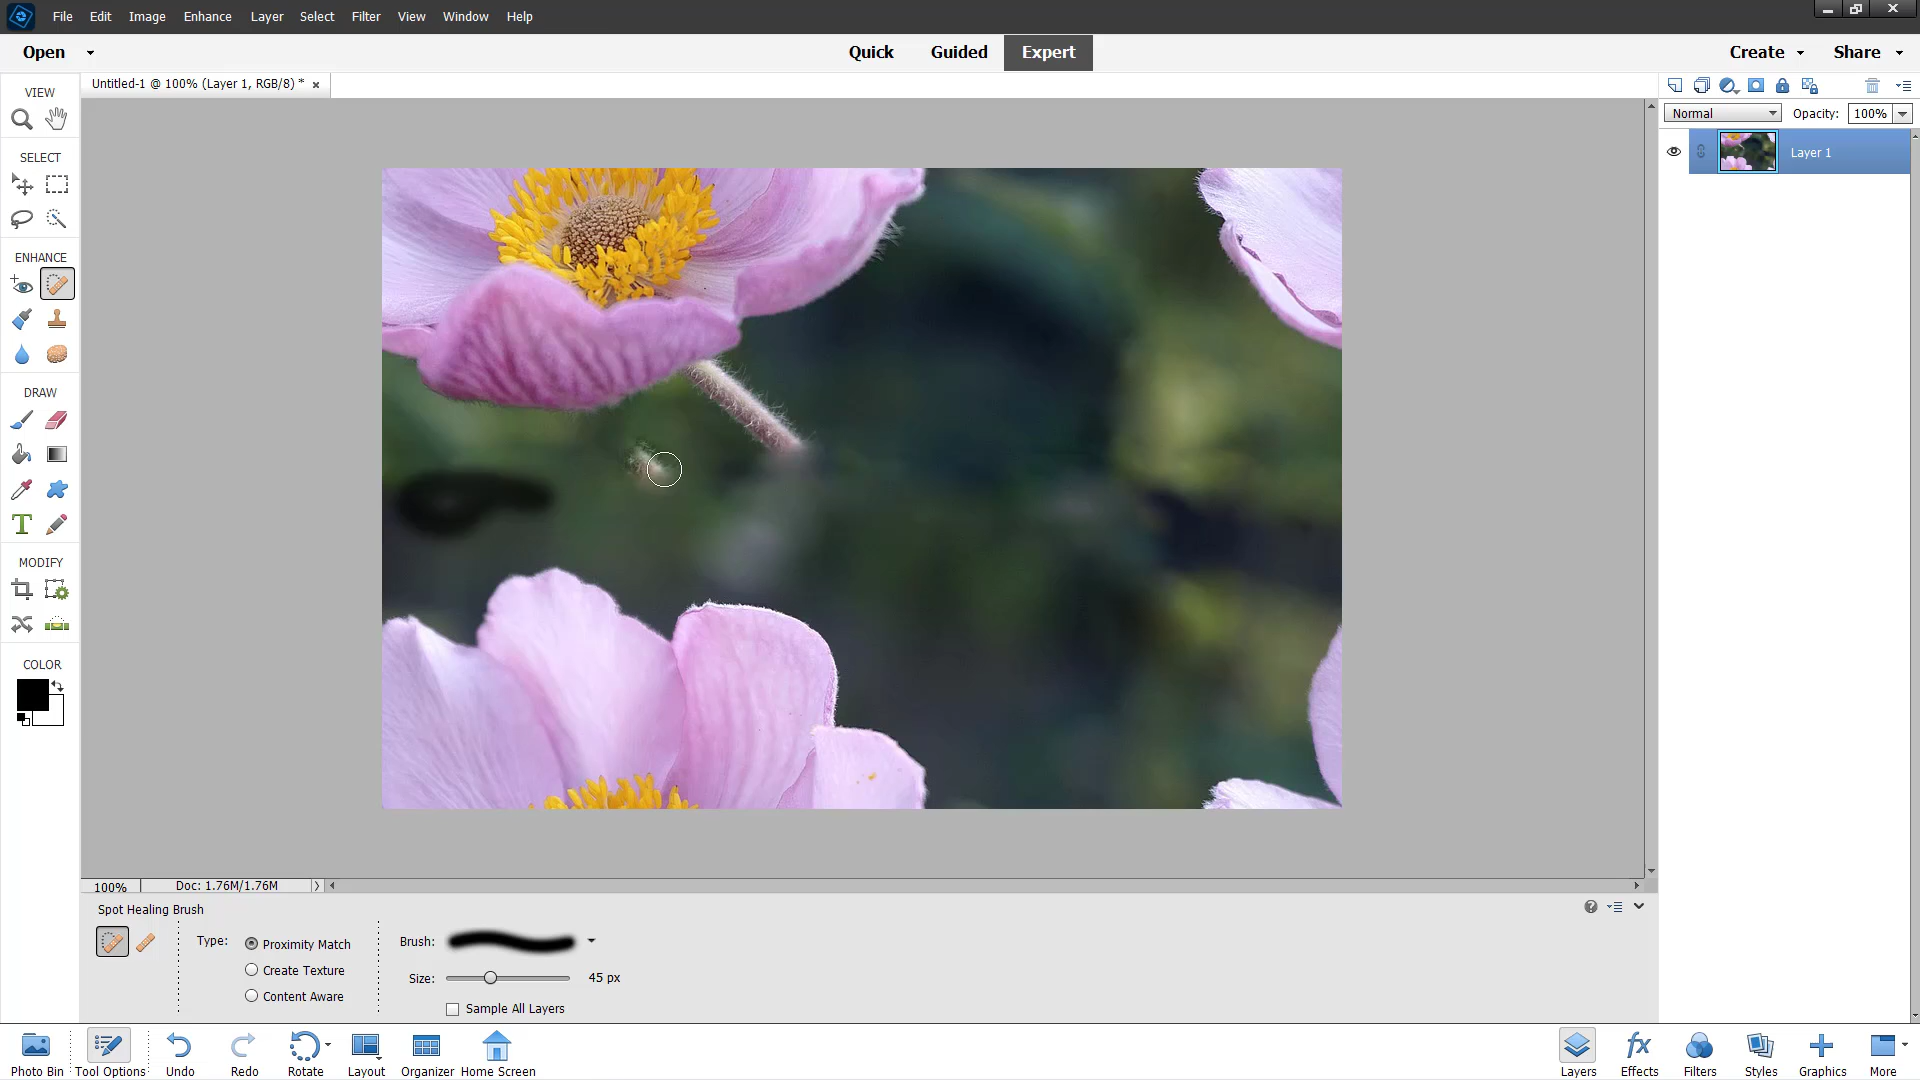 File Edit Image Enhance Layer Select Filter View Window Help
Open Quick Guided Expert Create Share
Untitled-1 @ 100% (Layer 1, RGB/8) *
VIEW
SELECT
ENHANCE
DRAW
T
MODIFY
COLOR
Normal Opacity: 100%
Layer 1
100% Doc: 1.76M/1.76M
Spot Healing Brush
Type: Proximity Match
Create Texture
Content Aware
Brush:
Size: 45 px
Sample All Layers
Photo Bin Tool Options Undo Redo Rotate Layout Organizer Home Screen
fx
Layers Effects Filters Styles Graphics More